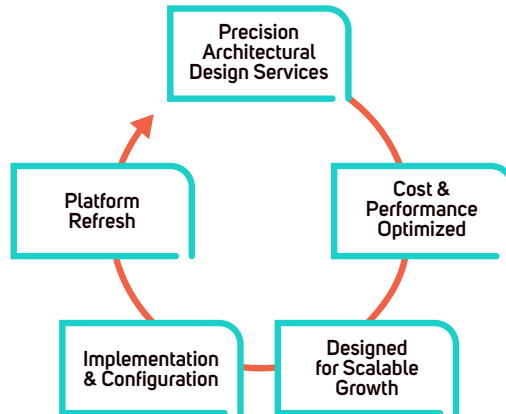 Precision
Architectural
Design Services
Cost &
Performance
Optimized
Designed
for Scalable
Growth
Implementation
& Configuration
Platform
Refresh